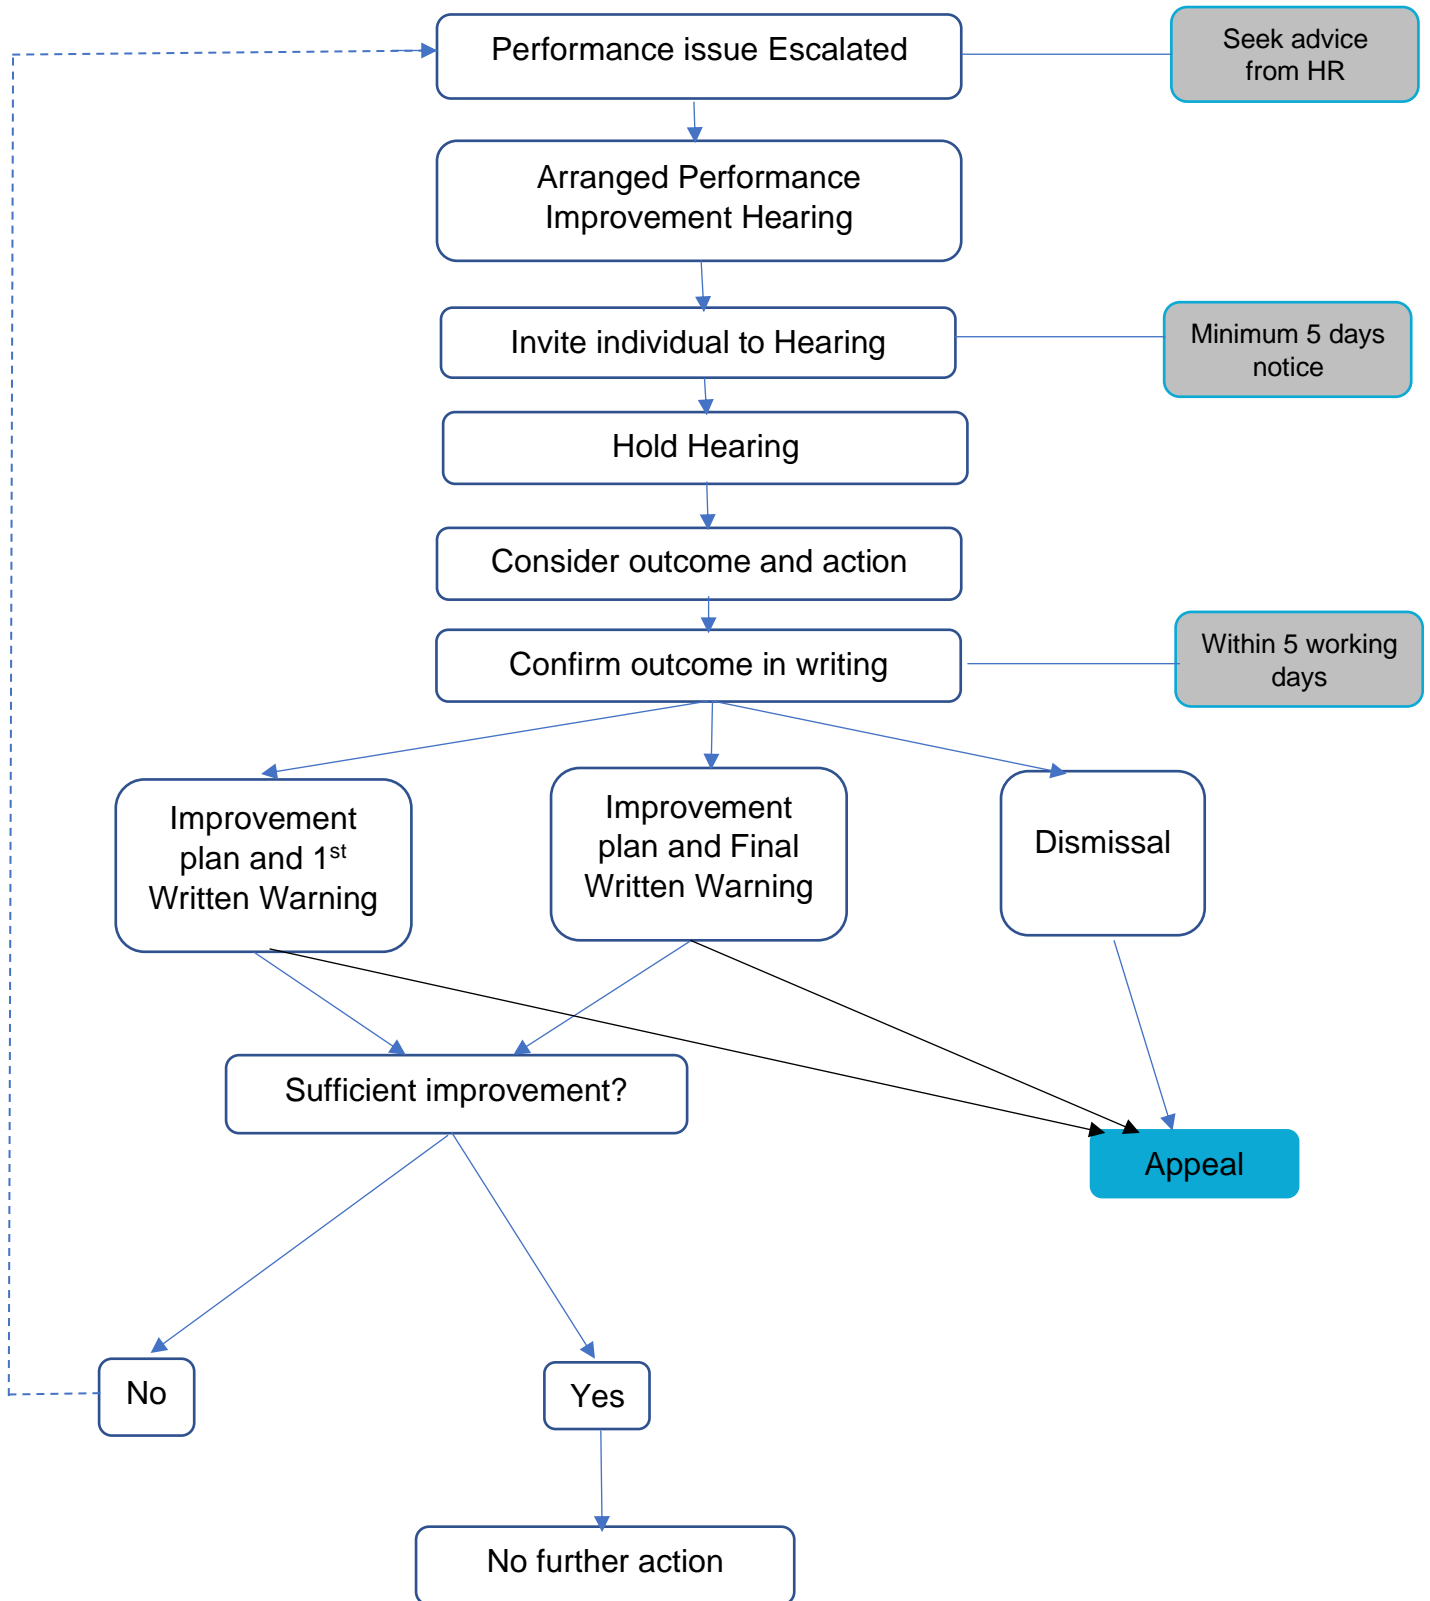 Performance issue Escalated
Seek advice
from HR
Arranged Performance
Improvement Hearing
Invite individual to Hearing
Minimum 5 days
notice
Hold Hearing
Consider outcome and action
Confirm outcome in writing
Within 5 working
days
Improvement
plan and 1st
Written Warning
Improvement
plan and Final
Written Warning
Dismissal
Sufficient improvement?
Appeal
No
Yes
No further action